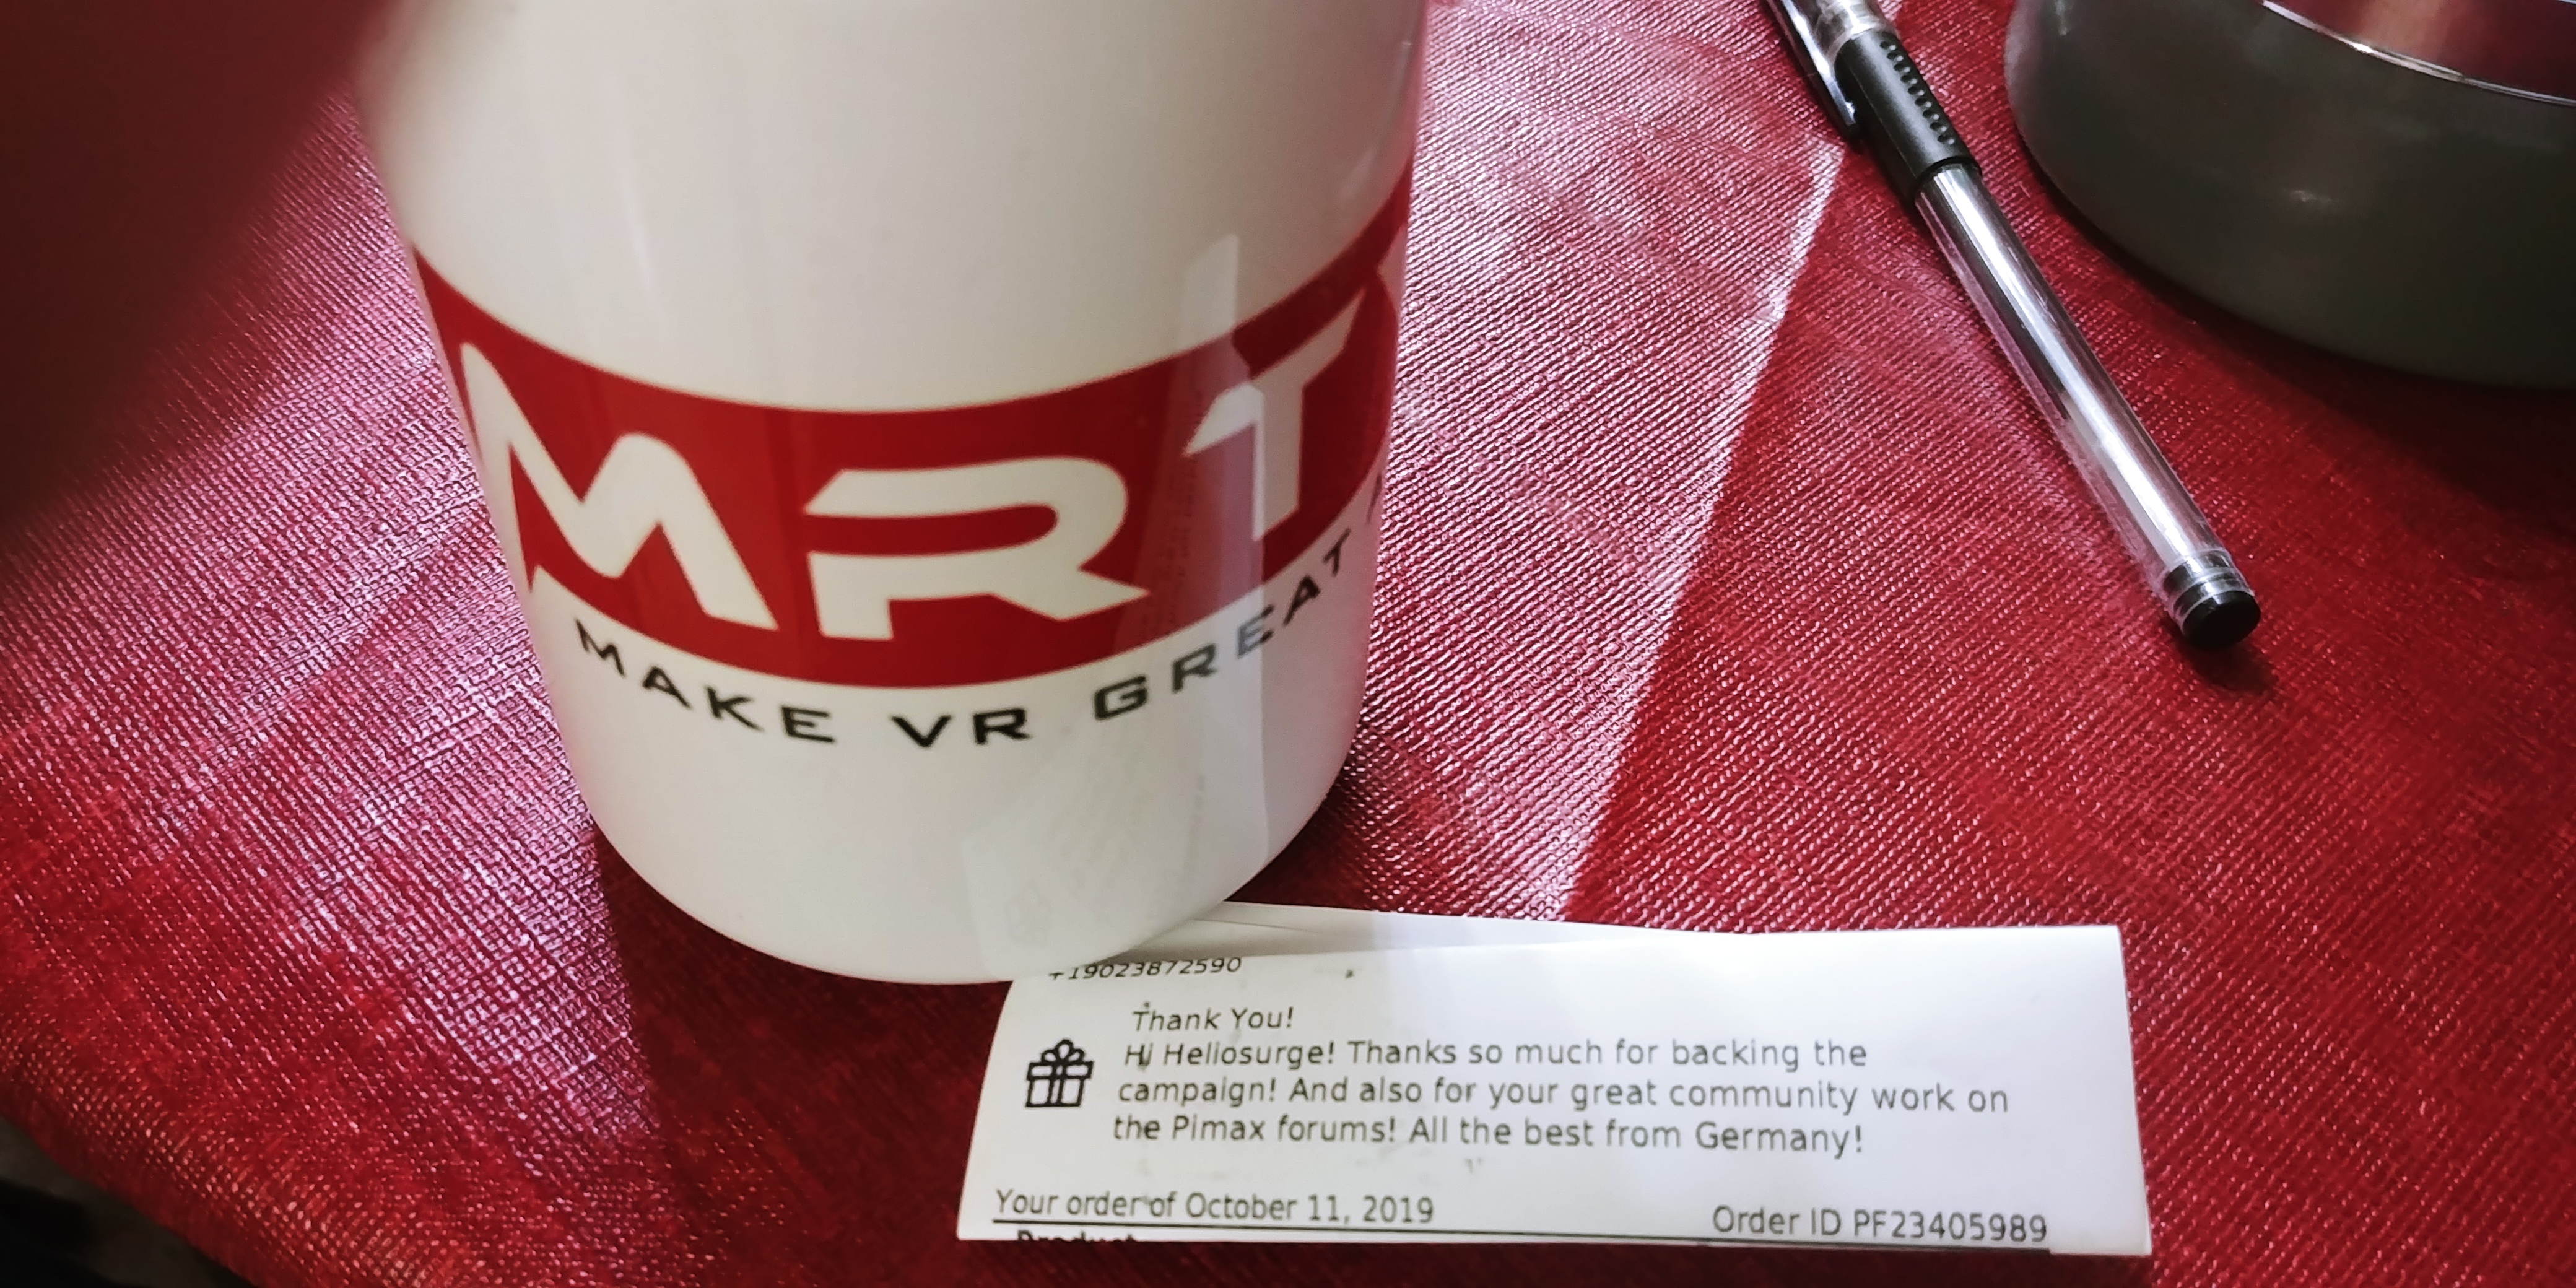 MRT
MAKE VR GREAT
+19023872590
Thank You!
Hi Heliosurge! Thanks so much for backing the
campaign! And also for your great community work on
the Pimax forums! All the best from Germany!
Your order of October 11, 2019
Order ID PF23405989
Product